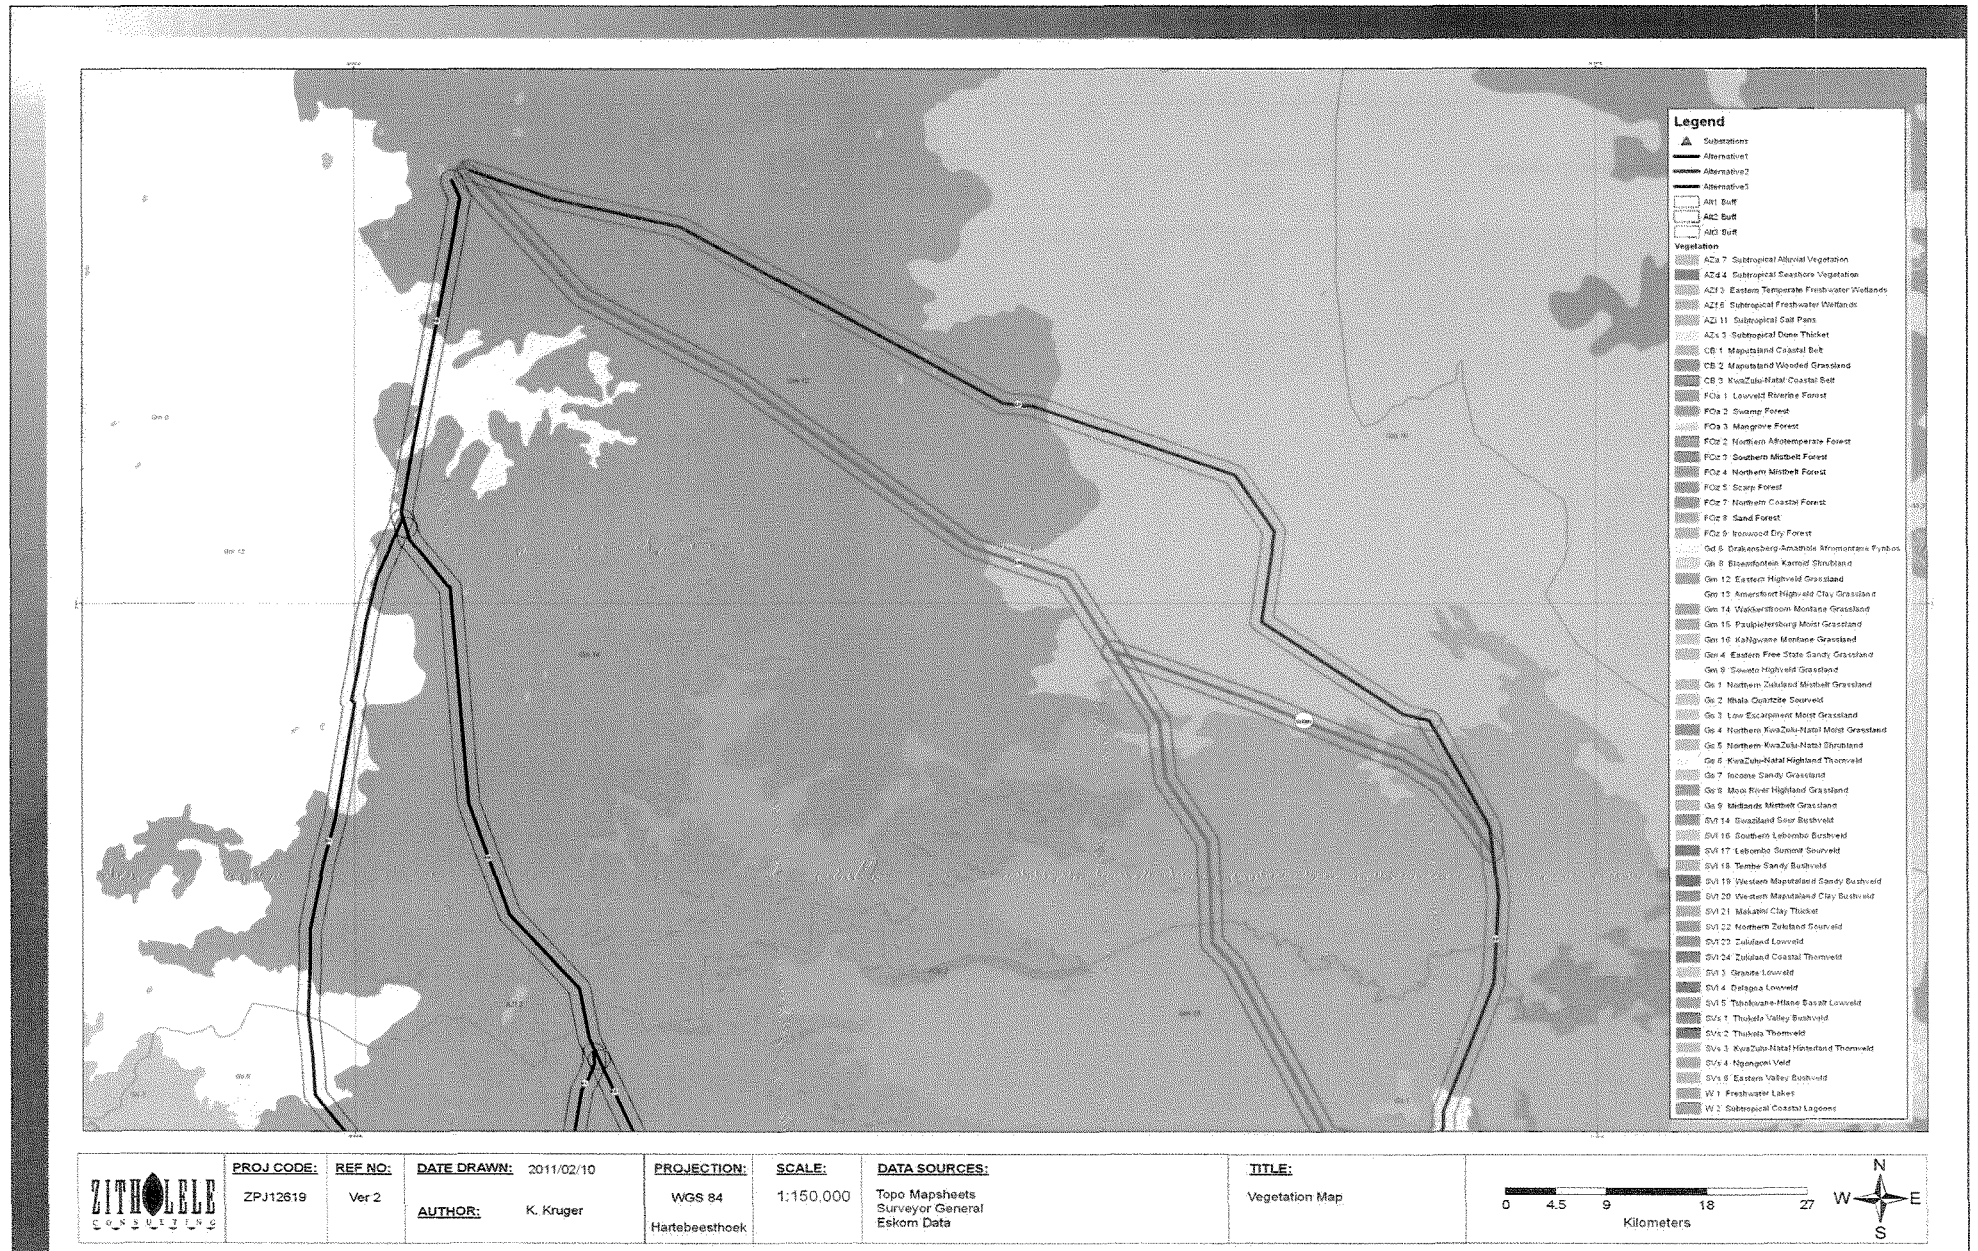 Legend
Substations
Alternative1
Alternative2
Alternative3
Alt1 Buff
Alt2 Buff
Alt3 Buff
Vegetation
AZa 7 Subtropical Alluvial Vegetation
AZd 4 Subtropical Seashore Vegetation
AZf 3 Eastern Temperate Freshwater Wetlands
AZf 6 Subtropical Freshwater Wetlands
AZi 11 Subtropical Salt Pans
AZs 3 Subtropical Dune Thicket
CB 1 Maputaland Coastal Belt
CB 2 Maputaland Wooded Grassland
CB 3 KwaZulu-Natal Coastal Belt
FOa 1 Lowveld Riverine Forest
FOa 2 Swamp Forest
FOa 3 Mangrove Forest
FOz 2 Northern Afrotemperate Forest
FOz 3 Southern Mistbelt Forest
FOz 4 Northern Mistbelt Forest
FOz 5 Scarp Forest
FOz 7 Northern Coastal Forest
FOz 8 Sand Forest
FOz 9 Ironwood Dry Forest
Gd 6 Drakensberg-Amathole Afromontane Fynbos
Gh 8 Bloemfontein Karroid Shrubland
Gm 12 Eastern Highveld Grassland
Gm 13 Amersfoort Highveld Clay Grassland
Gm 14 Wakkerstroom Montane Grassland
Gm 15 Paulpietersburg Moist Grassland
Gm 16 KaNgwane Montane Grassland
Gm 4 Eastern Free State Sandy Grassland
Gm 8 Soweto Highveld Grassland
Gs 1 Northern Zululand Mistbelt Grassland
Gs 2 Ithala Quartzite Sourveld
Gs 3 Low Escarpment Moist Grassland
Gs 4 Northern KwaZulu-Natal Moist Grassland
Gs 5 Northern KwaZulu-Natal Shrubland
Gs 6 KwaZulu-Natal Highland Thornveld
Gs 7 Income Sandy Grassland
Gs 8 Mooi River Highland Grassland
Gs 9 Midlands Mistbelt Grassland
SVl 14 Swaziland Sour Bushveld
SVl 16 Southern Lebombo Bushveld
SVl 17 Lebombo Summit Sourveld
SVl 18 Tembe Sandy Bushveld
SVl 19 Western Maputaland Sandy Bushveld
SVl 20 Western Maputaland Clay Bushveld
SVl 21 Makatini Clay Thicket
SVl 22 Northern Zululand Sourveld
SVl 23 Zululand Lowveld
SVl 24 Zululand Coastal Thornveld
SVl 3 Granite Lowveld
SVl 4 Delagoa Lowveld
SVl 5 Tshokwane-Hlane Basalt Lowveld
SVs 1 Thukela Valley Bushveld
SVs 2 Thukela Thornveld
SVs 3 KwaZulu-Natal Hinterland Thornveld
SVs 4 Ngongoni Veld
SVs 6 Eastern Valley Bushveld
W 1 Freshwater Lakes
W 2 Subtropical Coastal Lagoons
ZITHOLELE
CONSULTING
PROJ CODE:
ZPJ12619
REF NO:
Ver 2
DATE DRAWN: 2011/02/10
AUTHOR: K. Kruger
PROJECTION:
WGS 84
Hartebeesthoek
SCALE:
1:150,000
DATA SOURCES:
Topo Mapsheets
Surveyor General
Eskom Data
TITLE:
Vegetation Map
0 4.5 9 18 27
Kilometers
N
W E
S